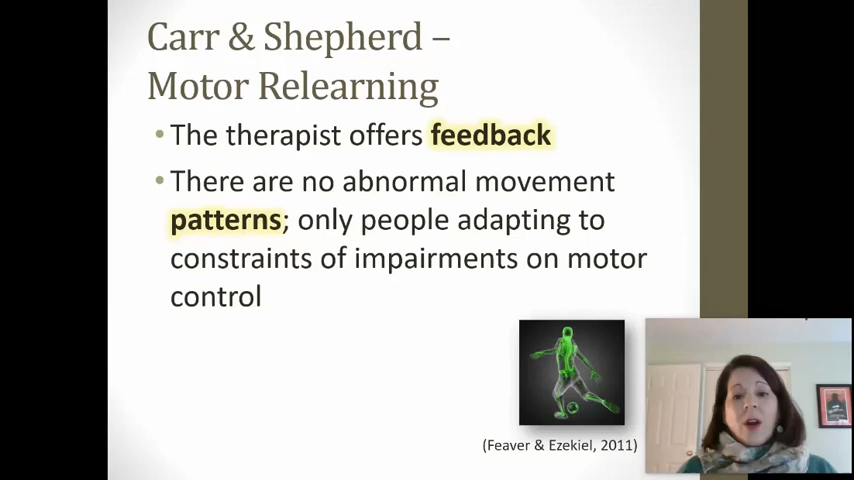 Carr & Shepherd –
Motor Relearning
• The therapist offers feedback
• There are no abnormal movement
patterns; only people adapting to
constraints of impairments on motor
control
(Feaver & Ezekiel, 2011)